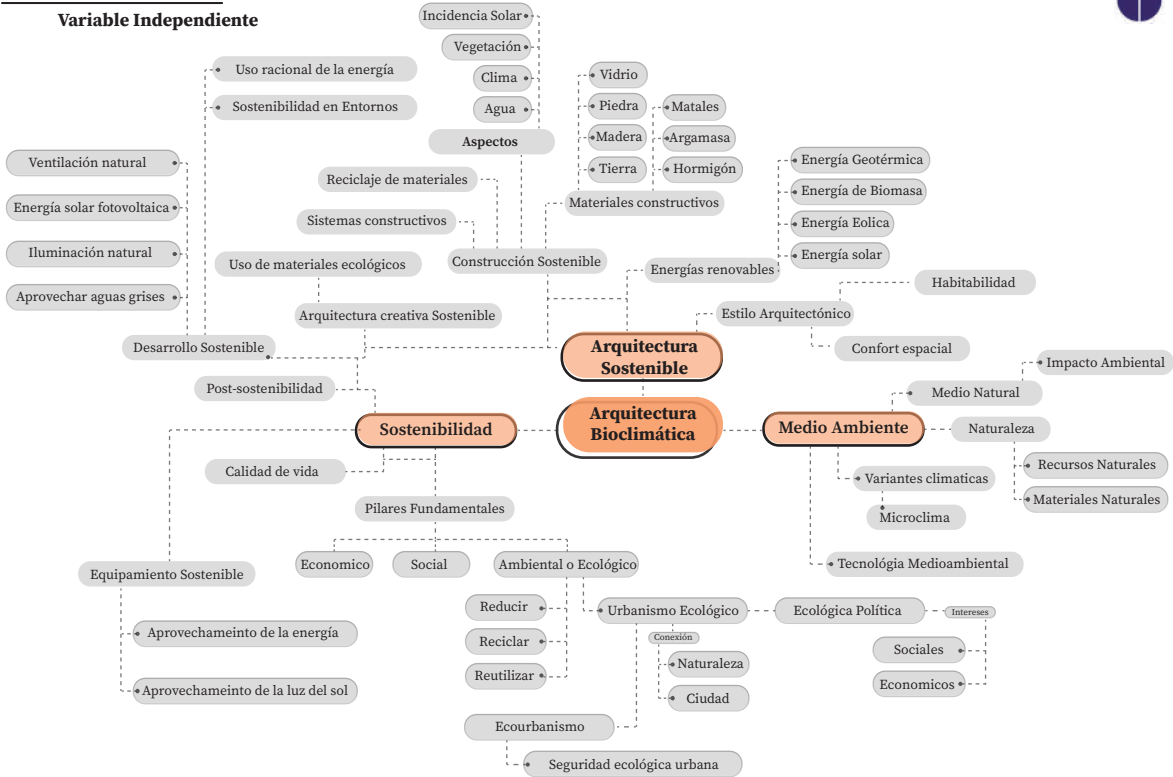 Variable Independiente
Incidencia Solar
Vegetación
Clima
Agua
Aspectos
Uso racional de la energía
Sostenibilidad en Entornos
Vidrio
Piedra
Madera
Tierra
Matales
Argamasa
Hormigón
Materiales constructivos
Ventilación natural
Energía solar fotovoltaica
Iluminación natural
Aprovechar aguas grises
Reciclaje de materiales
Sistemas constructivos
Uso de materiales ecológicos
Construcción Sostenible
Energías renovables
Energía Geotérmica
Energía de Biomasa
Energía Eolica
Energía solar
Habitabilidad
Arquitectura creativa Sostenible
Estilo Arquitectónico
Desarrollo Sostenible
Arquitectura
Sostenible
Confort espacial
Impacto Ambiental
Post-sostenibilidad
Medio Natural
Sostenibilidad
Arquitectura
Bioclimática
Medio Ambiente
Naturaleza
Calidad de vida
Recursos Naturales
Variantes climaticas
Materiales Naturales
Pilares Fundamentales
Microclima
Equipamiento Sostenible
Economico
Social
Ambiental o Ecológico
Tecnológia Medioambiental
Reducir
Reciclar
Reutilizar
Urbanismo Ecológico
Ecológica Política
Intereses
Conexión
Aprovechameinto de la energía
Sociales
Naturaleza
Economicos
Aprovechameinto de la luz del sol
Ciudad
Ecourbanismo
Seguridad ecológica urbana